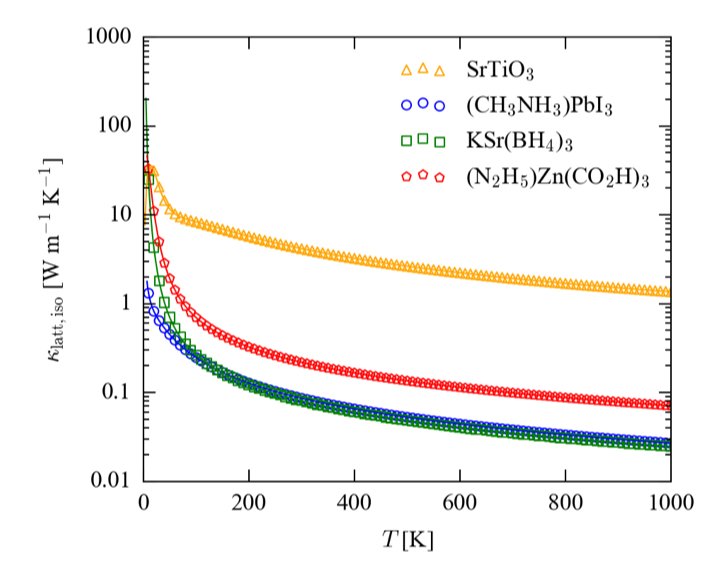 1000
100
10
1
0.1
0.01
0
200
400
600
800
1000
κlatt, iso [W m⁻¹ K⁻¹]
T [K]
SrTiO₃
(CH₃NH₃)PbI₃
KSr(BH₄)₃
(N₂H₅)Zn(CO₂H)₃